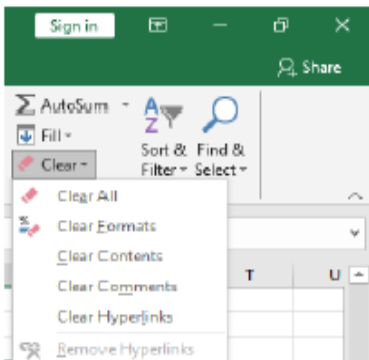 Sign in
Share
AutoSum
Fill
Clear
Sort & Filter
Find & Select
Clear All
Clear Formats
Clear Contents
Clear Comments
Clear Hyperlinks
Remove Hyperlinks
T U